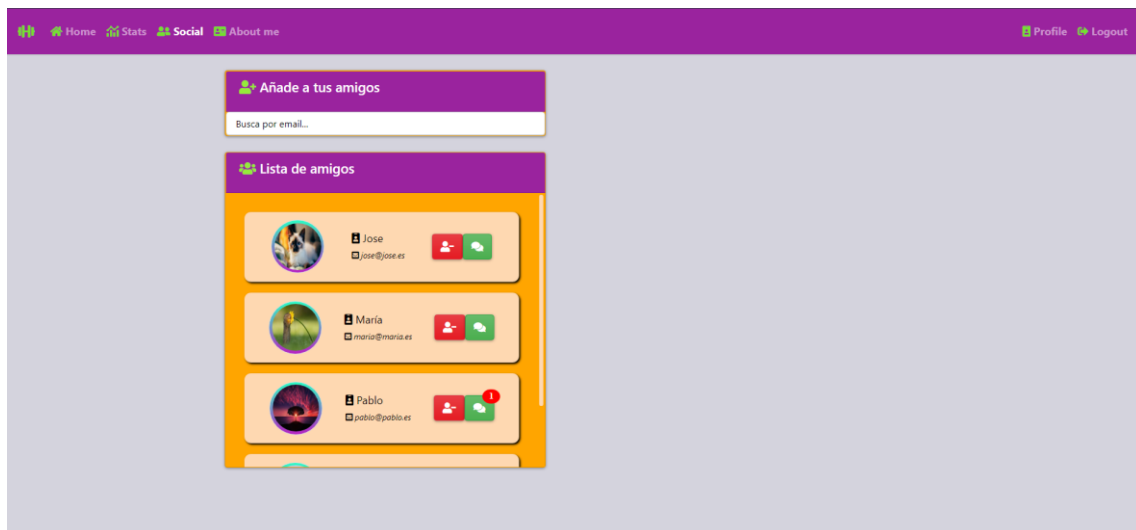 Home Stats Social About me Profile Logout
Añade a tus amigos
Busca por email...
Lista de amigos
Jose
jose@jose.es
María
maria@maria.es
Pablo
1
pablo@pablo.es